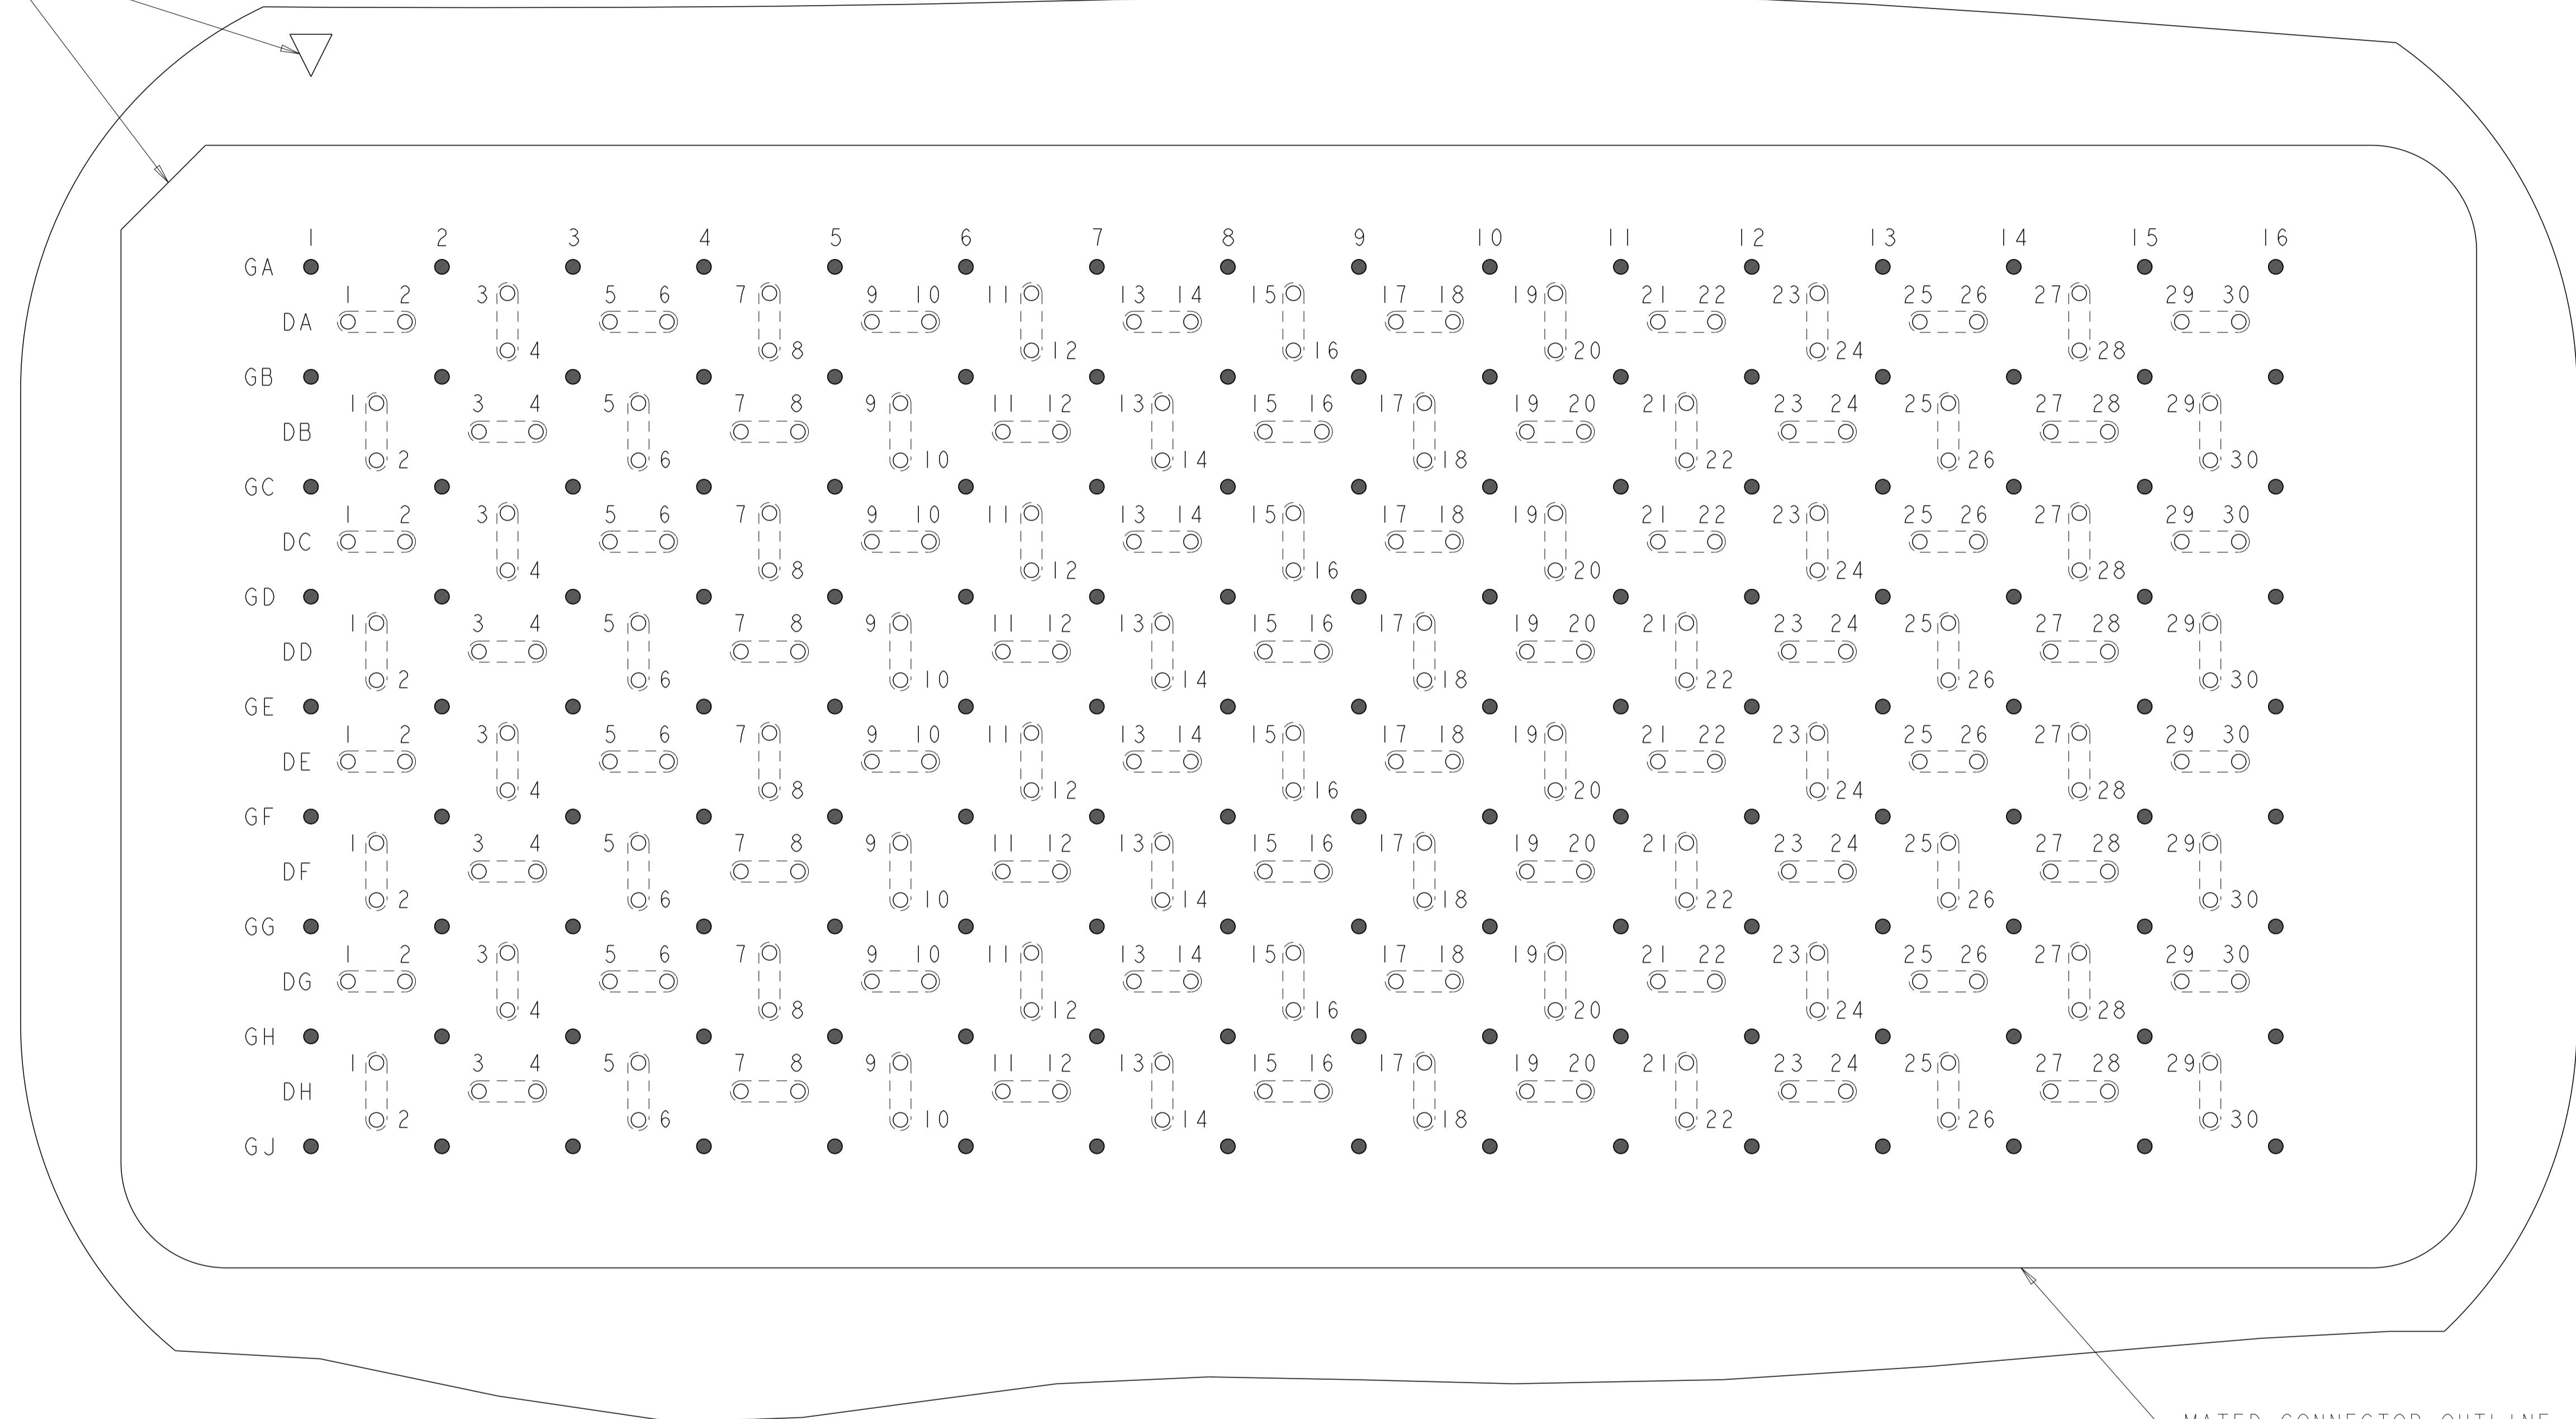 1 2 3 4 5 6 7 8 9 10 11 12 13 14 15 16
GA
1 2 3 5 6 7 9 10 11 13 14 15 17 18 19 21 22 23 25 26 27 29 30
DA
4 8 12 16 20 24 28
GB
1 3 4 5 7 8 9 11 12 13 15 16 17 19 20 21 23 24 25 27 28 29
DB
2 6 10 14 18 22 26 30
GC
1 2 3 5 6 7 9 10 11 13 14 15 17 18 19 21 22 23 25 26 27 29 30
DC
4 8 12 16 20 24 28
GD
1 3 4 5 7 8 9 11 12 13 15 16 17 19 20 21 23 24 25 27 28 29
DD
2 6 10 14 18 22 26 30
GE
1 2 3 5 6 7 9 10 11 13 14 15 17 18 19 21 22 23 25 26 27 29 30
DE
4 8 12 16 20 24 28
GF
1 3 4 5 7 8 9 11 12 13 15 16 17 19 20 21 23 24 25 27 28 29
DF
2 6 10 14 18 22 26 30
GG
1 2 3 5 6 7 9 10 11 13 14 15 17 18 19 21 22 23 25 26 27 29 30
DG
4 8 12 16 20 24 28
GH
1 3 4 5 7 8 9 11 12 13 15 16 17 19 20 21 23 24 25 27 28 29
DH
2 6 10 14 18 22 26 30
GJ
MATED CONNECTOR OUTLINE